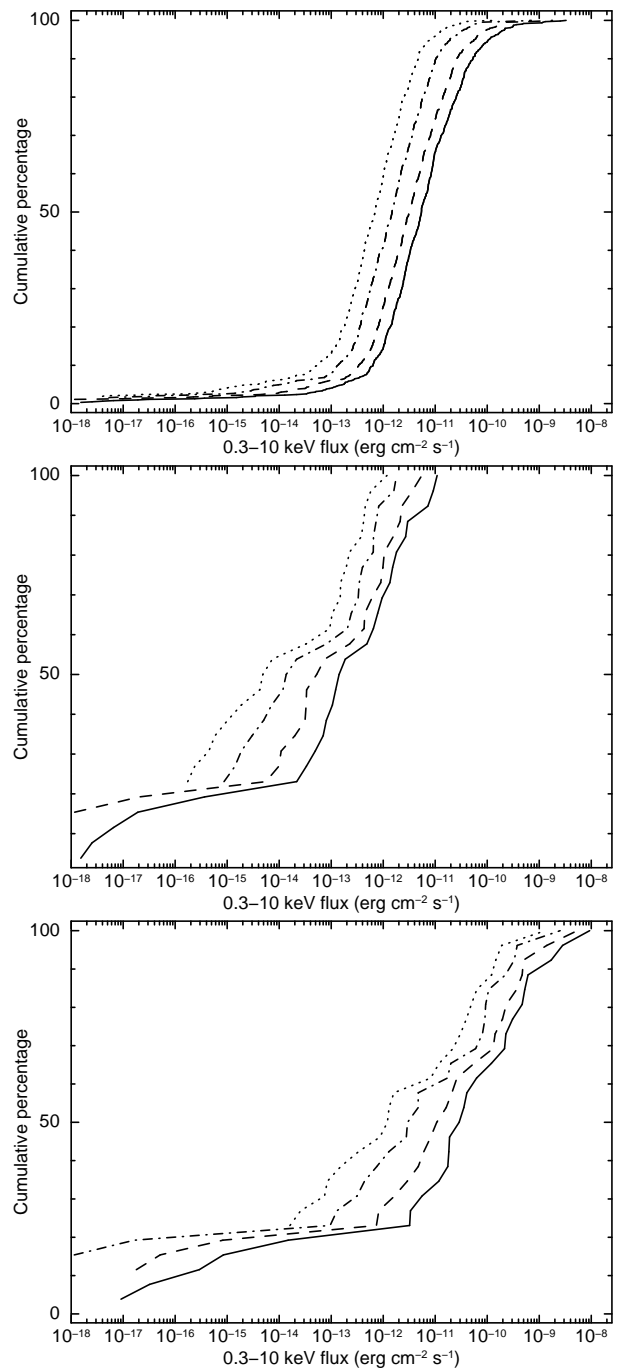 100
50
0
Cumulative percentage
10⁻¹⁸ 10⁻¹⁷ 10⁻¹⁶ 10⁻¹⁵ 10⁻¹⁴ 10⁻¹³ 10⁻¹² 10⁻¹¹ 10⁻¹⁰ 10⁻⁹ 10⁻⁸
0.3–10 keV flux (erg cm⁻² s⁻¹)
100
50
Cumulative percentage
10⁻¹⁸ 10⁻¹⁷ 10⁻¹⁶ 10⁻¹⁵ 10⁻¹⁴ 10⁻¹³ 10⁻¹² 10⁻¹¹ 10⁻¹⁰ 10⁻⁹ 10⁻⁸
0.3–10 keV flux (erg cm⁻² s⁻¹)
100
50
0
Cumulative percentage
10⁻¹⁸ 10⁻¹⁷ 10⁻¹⁶ 10⁻¹⁵ 10⁻¹⁴ 10⁻¹³ 10⁻¹² 10⁻¹¹ 10⁻¹⁰ 10⁻⁹ 10⁻⁸
0.3–10 keV flux (erg cm⁻² s⁻¹)